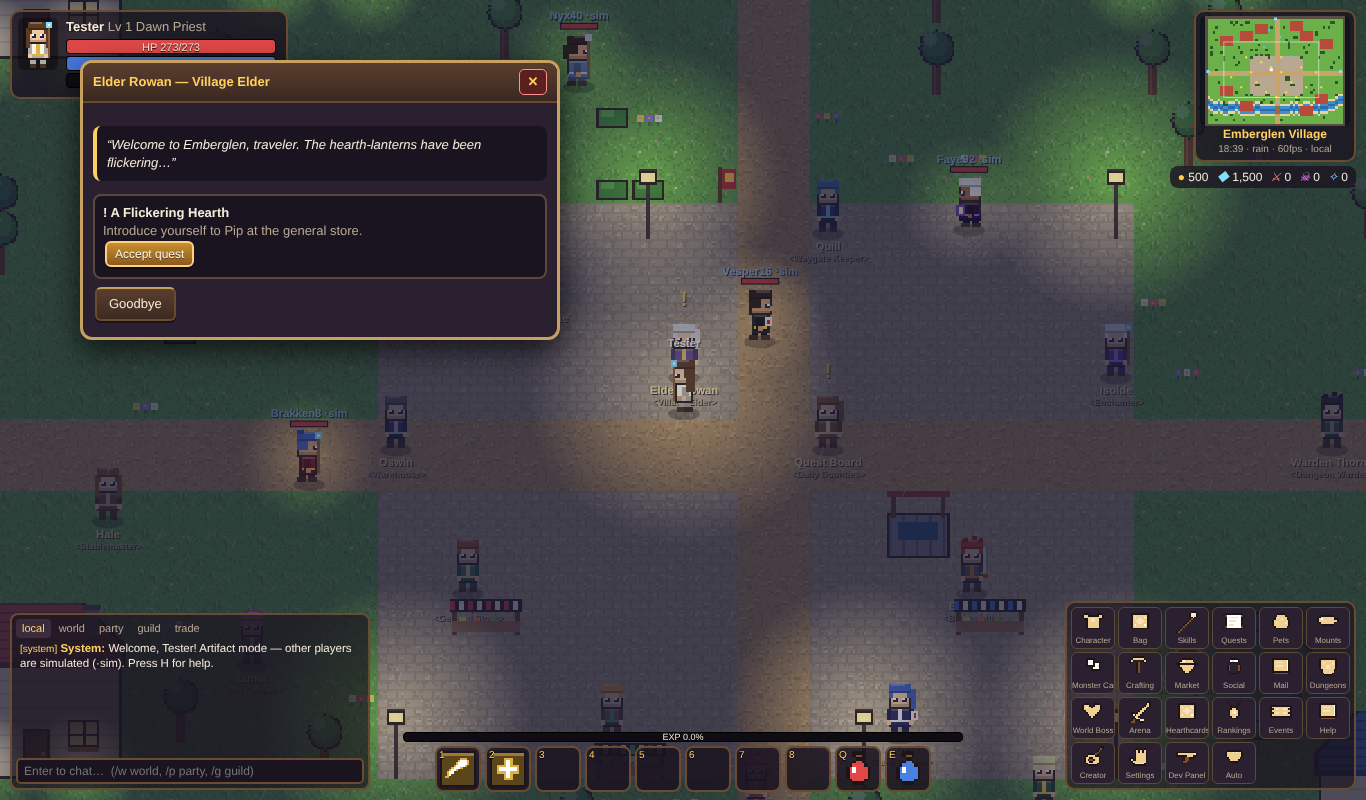 Tester Lv 1 Dawn Priest
HP 273/273
Elder Rowan — Village Elder
×
“Welcome to Emberglen, traveler. The hearth-lanterns have been
flickering…”
! A Flickering Hearth
Introduce yourself to Pip at the general store.
Accept quest
Goodbye
Nyx40 ·sim
Faye92 ·sim
Quill
<Waygate Keeper>
Vesper16 ·sim
!
Tester
Elder Rowan
<Village Elder>
!
Isolde
<Enchanter>
Brakken8 ·sim
Oswin
<Warehouse>
Quest Board
<Daily Bounties>
Warden Thorn
<Dungeon Warde
Hale
<Stablemaster>
Emberglen Village
18:39 · rain · 60fps · local
500 1,500 0 0 0
local world party guild trade
[system] System: Welcome, Tester! Artifact mode — other players
are simulated (·sim). Press H for help.
Enter to chat… (/w world, /p party, /g guild)
EXP 0.0%
1 2 3 4 5 6 7 8 Q E
Character Bag Skills Quests Pets Mounts
Monster Ca Crafting Market Social Mail Dungeons
World Boss Arena Hearthcards Rankings Events Help
Creator Settings Dev Panel Auto